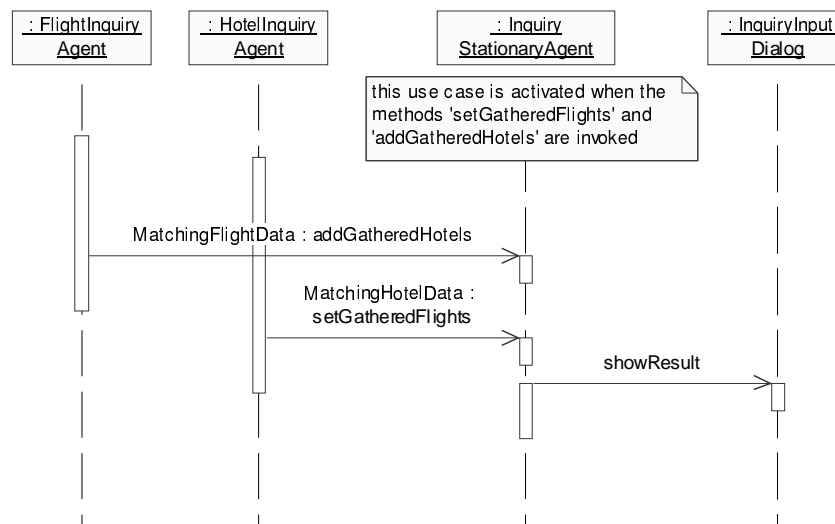 : FlightInquiry
Agent
: HotelInquiry
Agent
: Inquiry
StationaryAgent
: InquiryInput
Dialog
this use case is activated when the
methods 'setGatheredFlights' and
'addGatheredHotels' are invoked
MatchingFlightData : addGatheredHotels
MatchingHotelData :
setGatheredFlights
showResult